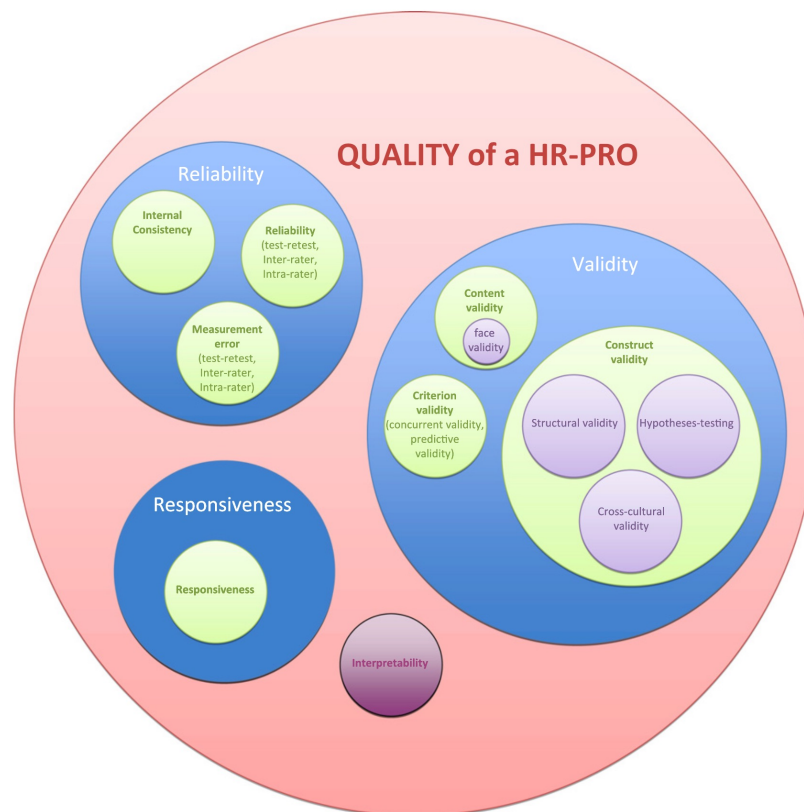 QUALITY of a HR-PRO
Reliability
Internal
Consistency
Reliability
(test-retest,
Inter-rater,
Intra-rater)
Measurement
error
(test-retest,
Inter-rater,
Intra-rater)
Validity
Content
validity
face
validity
Criterion
validity
(concurrent validity,
predictive
validity)
Construct
validity
Structural validity
Hypotheses-testing
Cross-cultural
validity
Responsiveness
Responsiveness
Interpretability